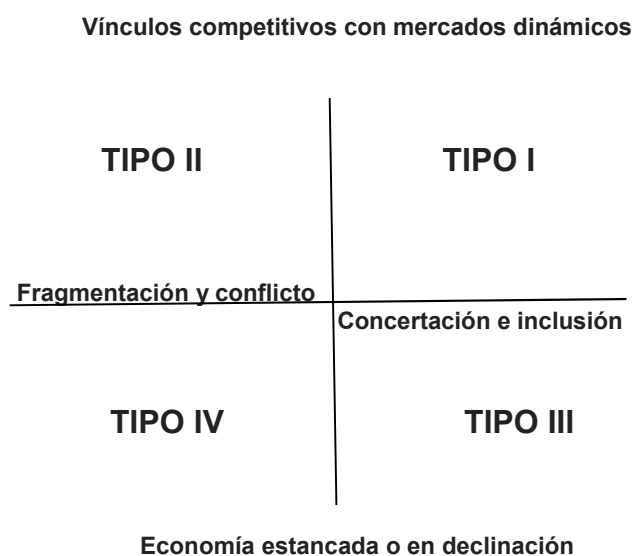 Vínculos competitivos con mercados dinámicos
TIPO II
TIPO I
Fragmentación y conflicto
Concertación e inclusión
TIPO IV
TIPO III
Economía estancada o en declinación